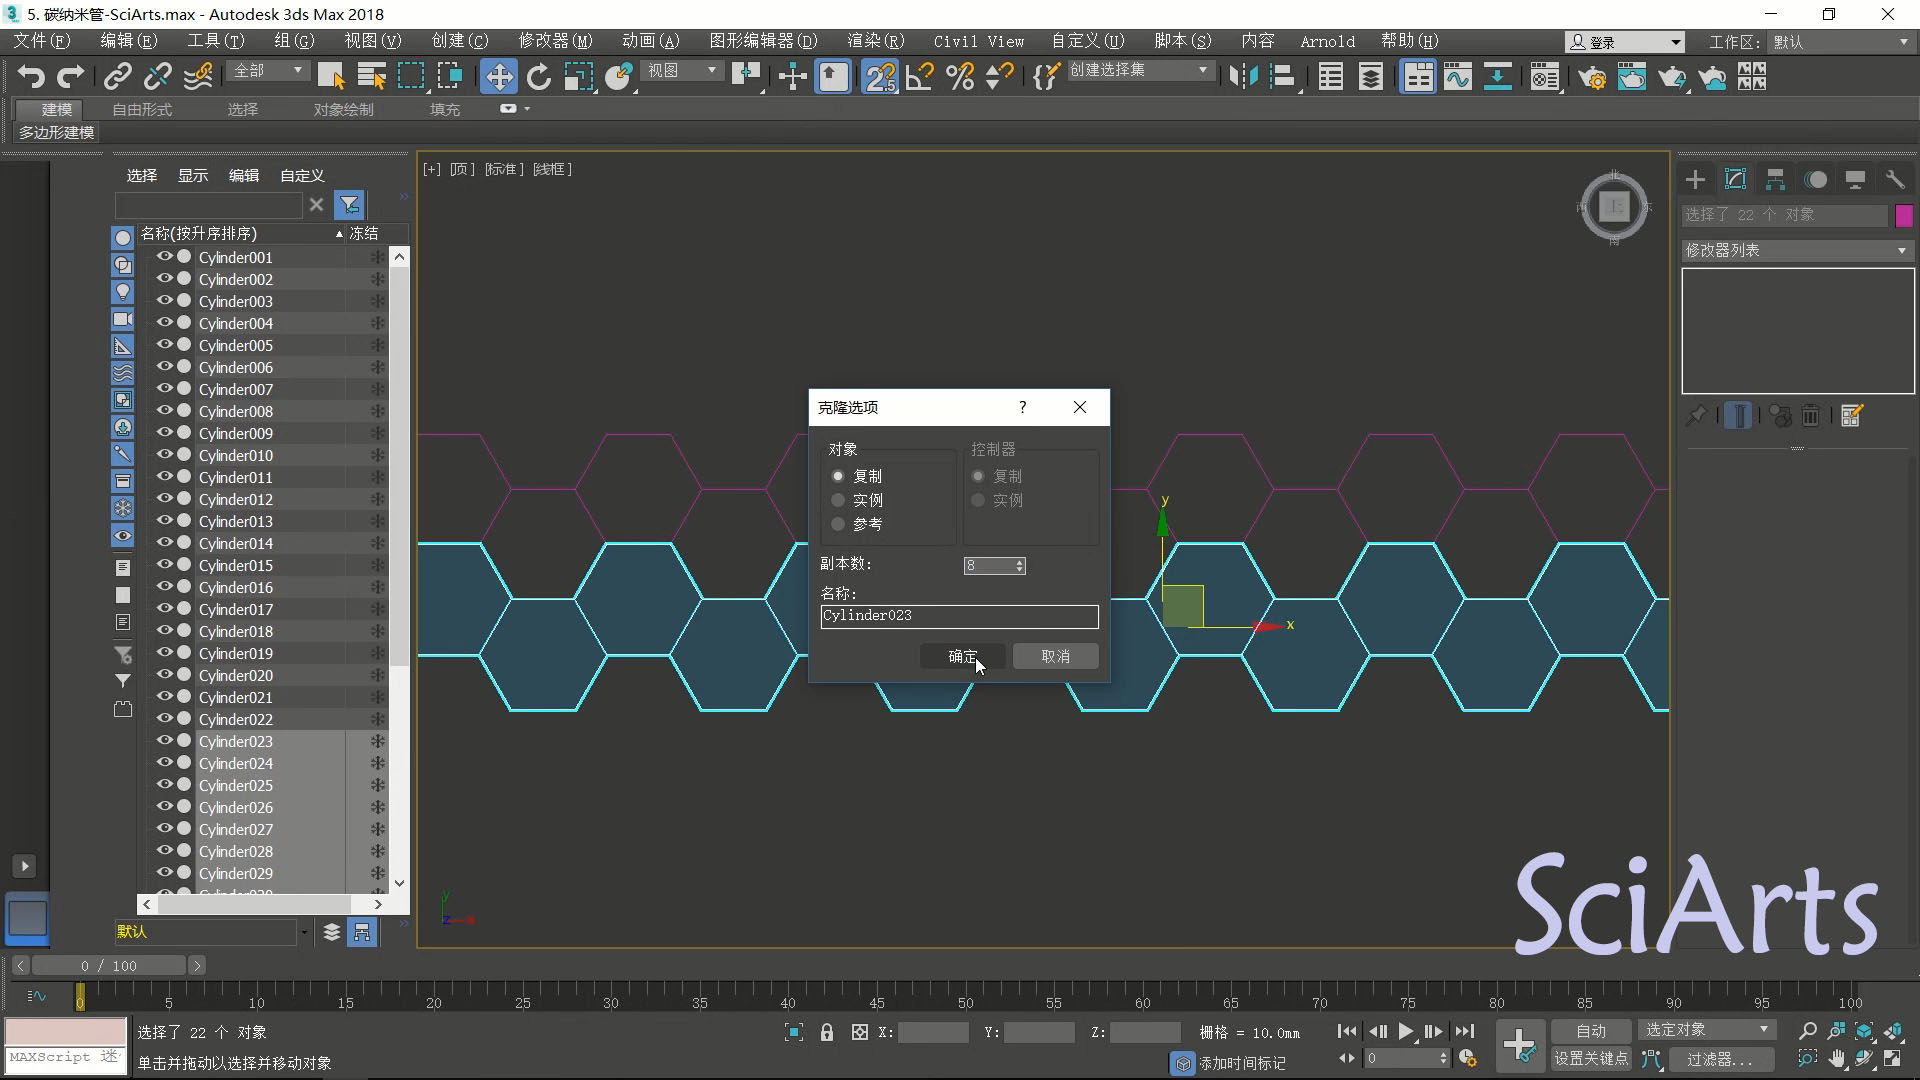 5. 碳纳米管-SciArts.max - Autodesk 3ds Max 2018
文件(F) 编辑(E) 工具(T) 组(G) 视图(V) 创建(C) 修改器(M) 动画(A) 图形编辑器(D) 渲染(R) Civil View 自定义(U) 脚本(S) 内容 Arnold 帮助(H) 登录 工作区: 默认
全部 视图 创建选择集
建模 自由形式 选择 对象绘制 填充
多边形建模
选择 显示 编辑 自定义
名称(按升序排序) 冻结
Cylinder001
Cylinder002
Cylinder003
Cylinder004
Cylinder005
Cylinder006
Cylinder007
Cylinder008
Cylinder009
Cylinder010
Cylinder011
Cylinder012
Cylinder013
Cylinder014
Cylinder015
Cylinder016
Cylinder017
Cylinder018
Cylinder019
Cylinder020
Cylinder021
Cylinder022
Cylinder023
Cylinder024
Cylinder025
Cylinder026
Cylinder027
Cylinder028
Cylinder029
默认
[+] [顶] [标准] [线框]
北
西 上 东
南
克隆选项 ?
对象 控制器
复制 复制
实例 实例
参考
副本数: 8
名称:
Cylinder023
确定 取消
y
x
选择了 22 个 对象
修改器列表
SciArts
0 / 100
0 5 10 15 20 25 30 35 40 45 50 55 60 65 70 75 80 85 90 95 100
选择了 22 个 对象 X: Y: Z: 栅格 = 10.0mm 自动 选定对象
MAXScript 迷 单击并拖动以选择并移动对象 添加时间标记 0 设置关键点 过滤器...